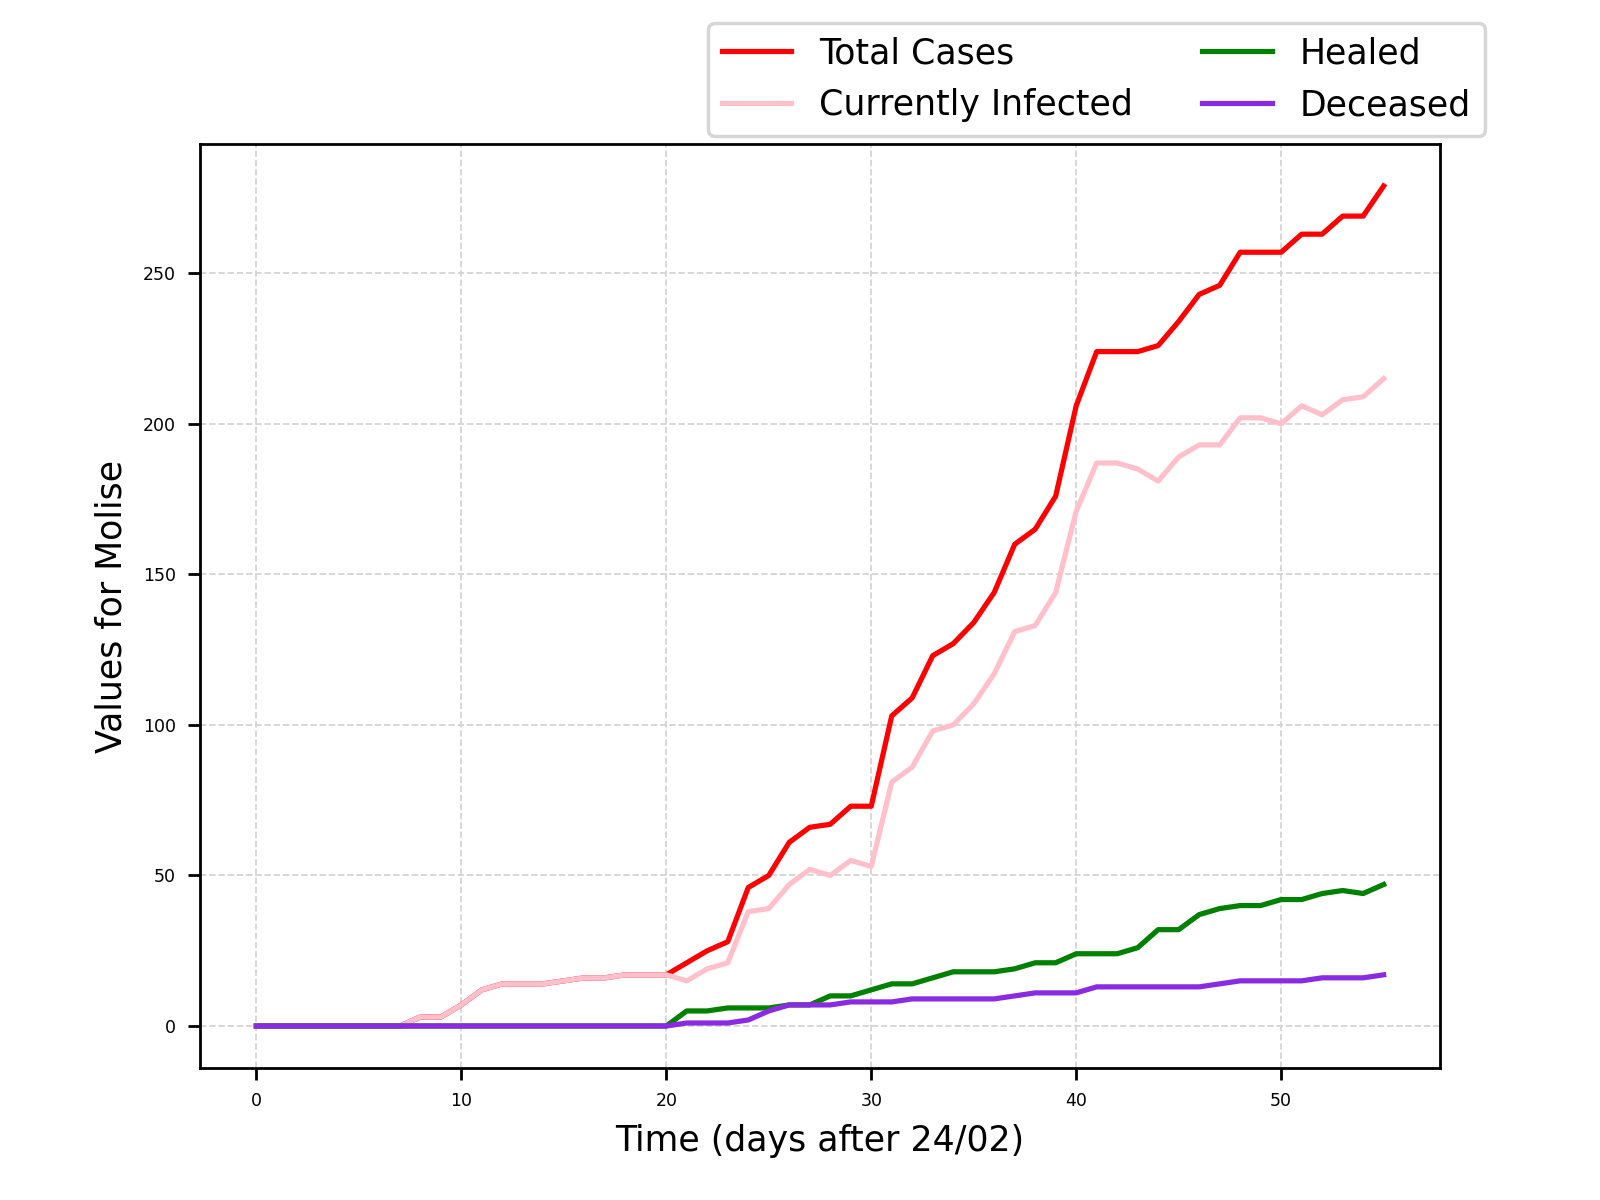 Total Cases
Currently Infected
Healed
Deceased
Values for Molise
250
200
150
100
50
0
0 10 20 30 40 50
Time (days after 24/02)